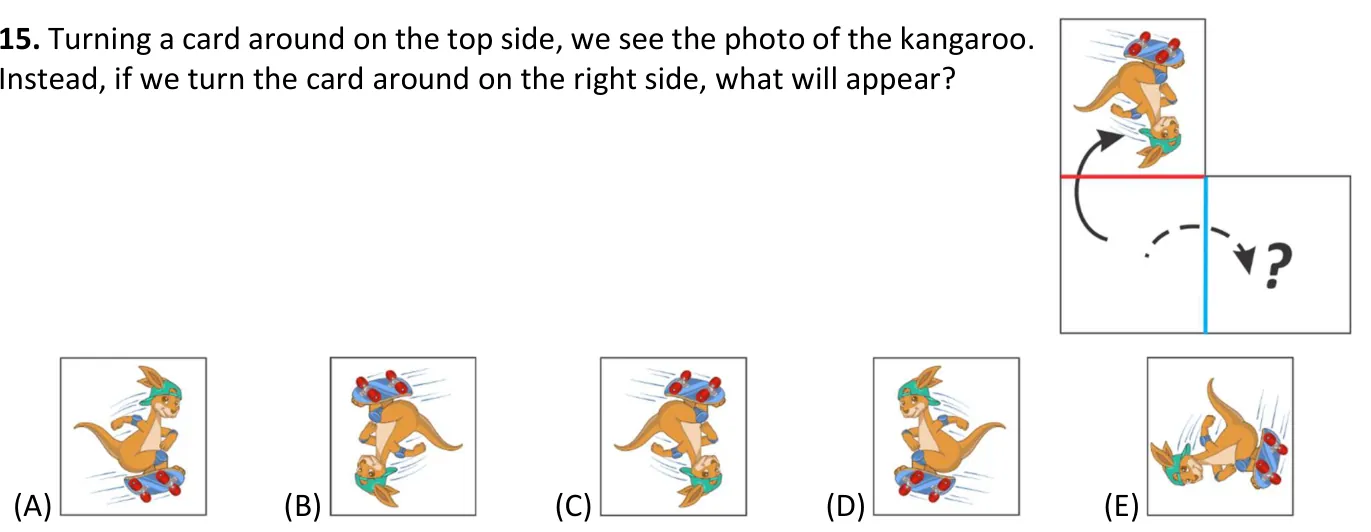 15. Turning a card around on the top side, we see the photo of the kangaroo.
Instead, if we turn the card around on the right side, what will appear?
?
(A) (B) (C) (D) (E)